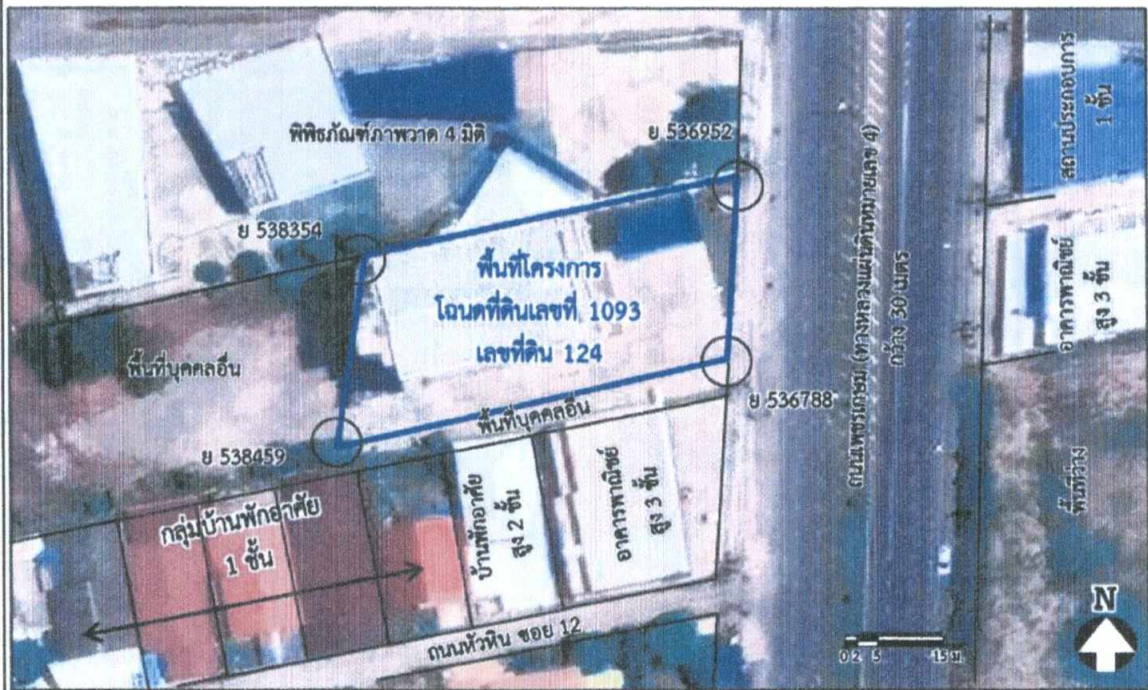 พิพิธภัณฑ์ภาพวาด 4 มิติ
ย 536952
ย 538354
พื้นที่โครงการ
โฉนดที่ดินเลขที่ 1093
เลขที่ดิน 124
พื้นที่บุคคลอื่น
พื้นที่บุคคลอื่น
ย 536788
ย 538459
กลุ่มบ้านพักอาศัย
1 ชั้น
บ้านพักอาศัย
สูง 2 ชั้น
อาคารพาณิชย์
สูง 3 ชั้น
ถนนหัวหิน ซอย 12
ถนนเพชรเกษม (ทางหลวงแผ่นดินหมายเลข 4)
กว้าง 30 เมตร
สถานประกอบการ
1 ชั้น
อาคารพาณิชย์
สูง 3 ชั้น
พื้นที่ว่าง
N
0 2 5 15 ม.